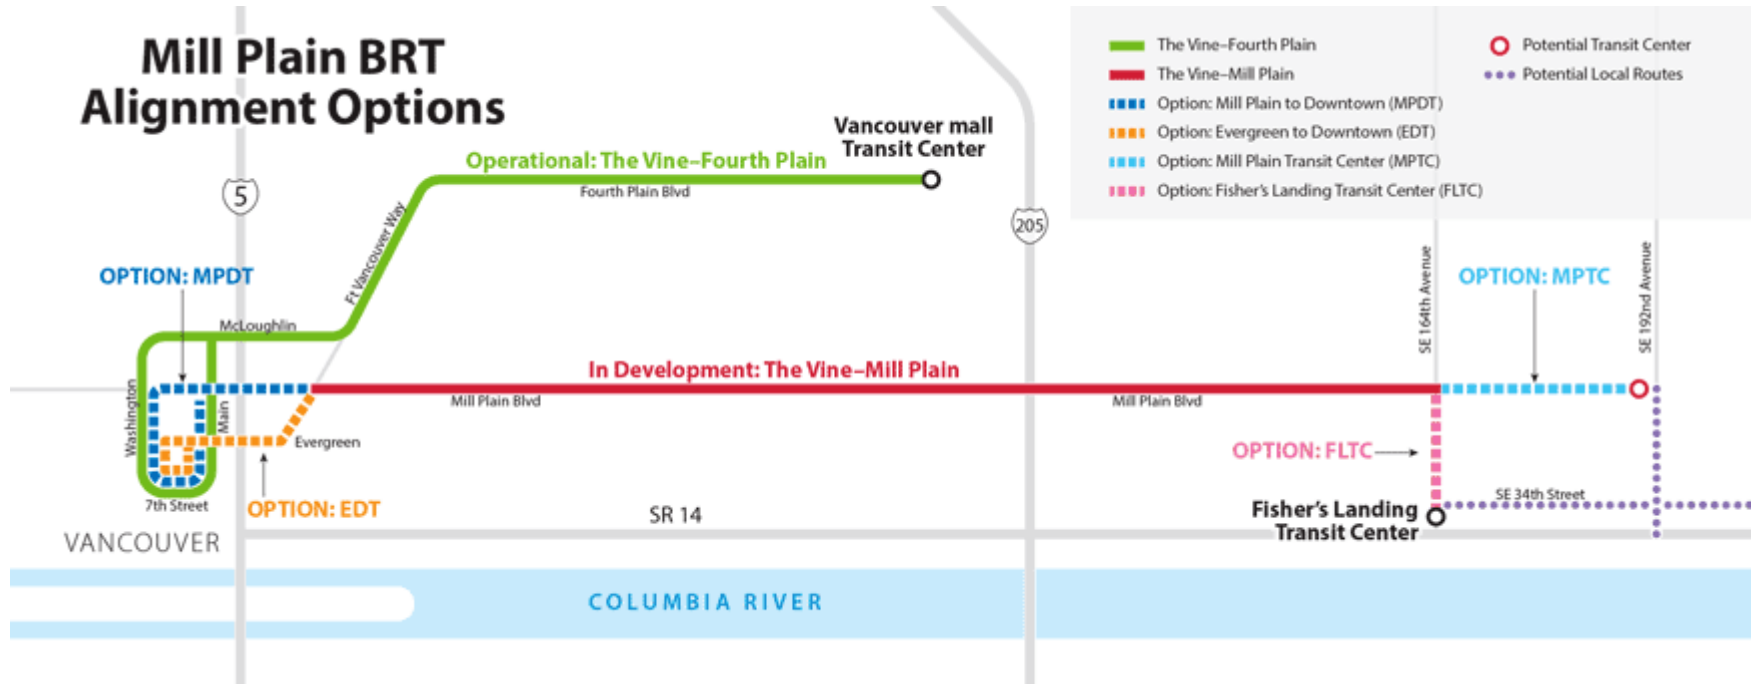 Mill Plain BRT
Alignment Options
The Vine–Fourth Plain
The Vine–Mill Plain
Option: Mill Plain to Downtown (MPDT)
Option: Evergreen to Downtown (EDT)
Option: Mill Plain Transit Center (MPTC)
Option: Fisher's Landing Transit Center (FLTC)
Potential Transit Center
Potential Local Routes
Vancouver mall
Transit Center
Operational: The Vine–Fourth Plain
Fourth Plain Blvd
5
205
Ft Vancouver Way
OPTION: MPDT
McLoughlin
SE 164th Avenue
OPTION: MPTC
SE 192nd Avenue
In Development: The Vine–Mill Plain
Mill Plain Blvd
Mill Plain Blvd
Washington
Main
Evergreen
OPTION: FLTC
7th Street
OPTION: EDT
SR 14
SE 34th Street
Fisher's Landing
Transit Center
VANCOUVER
COLUMBIA RIVER